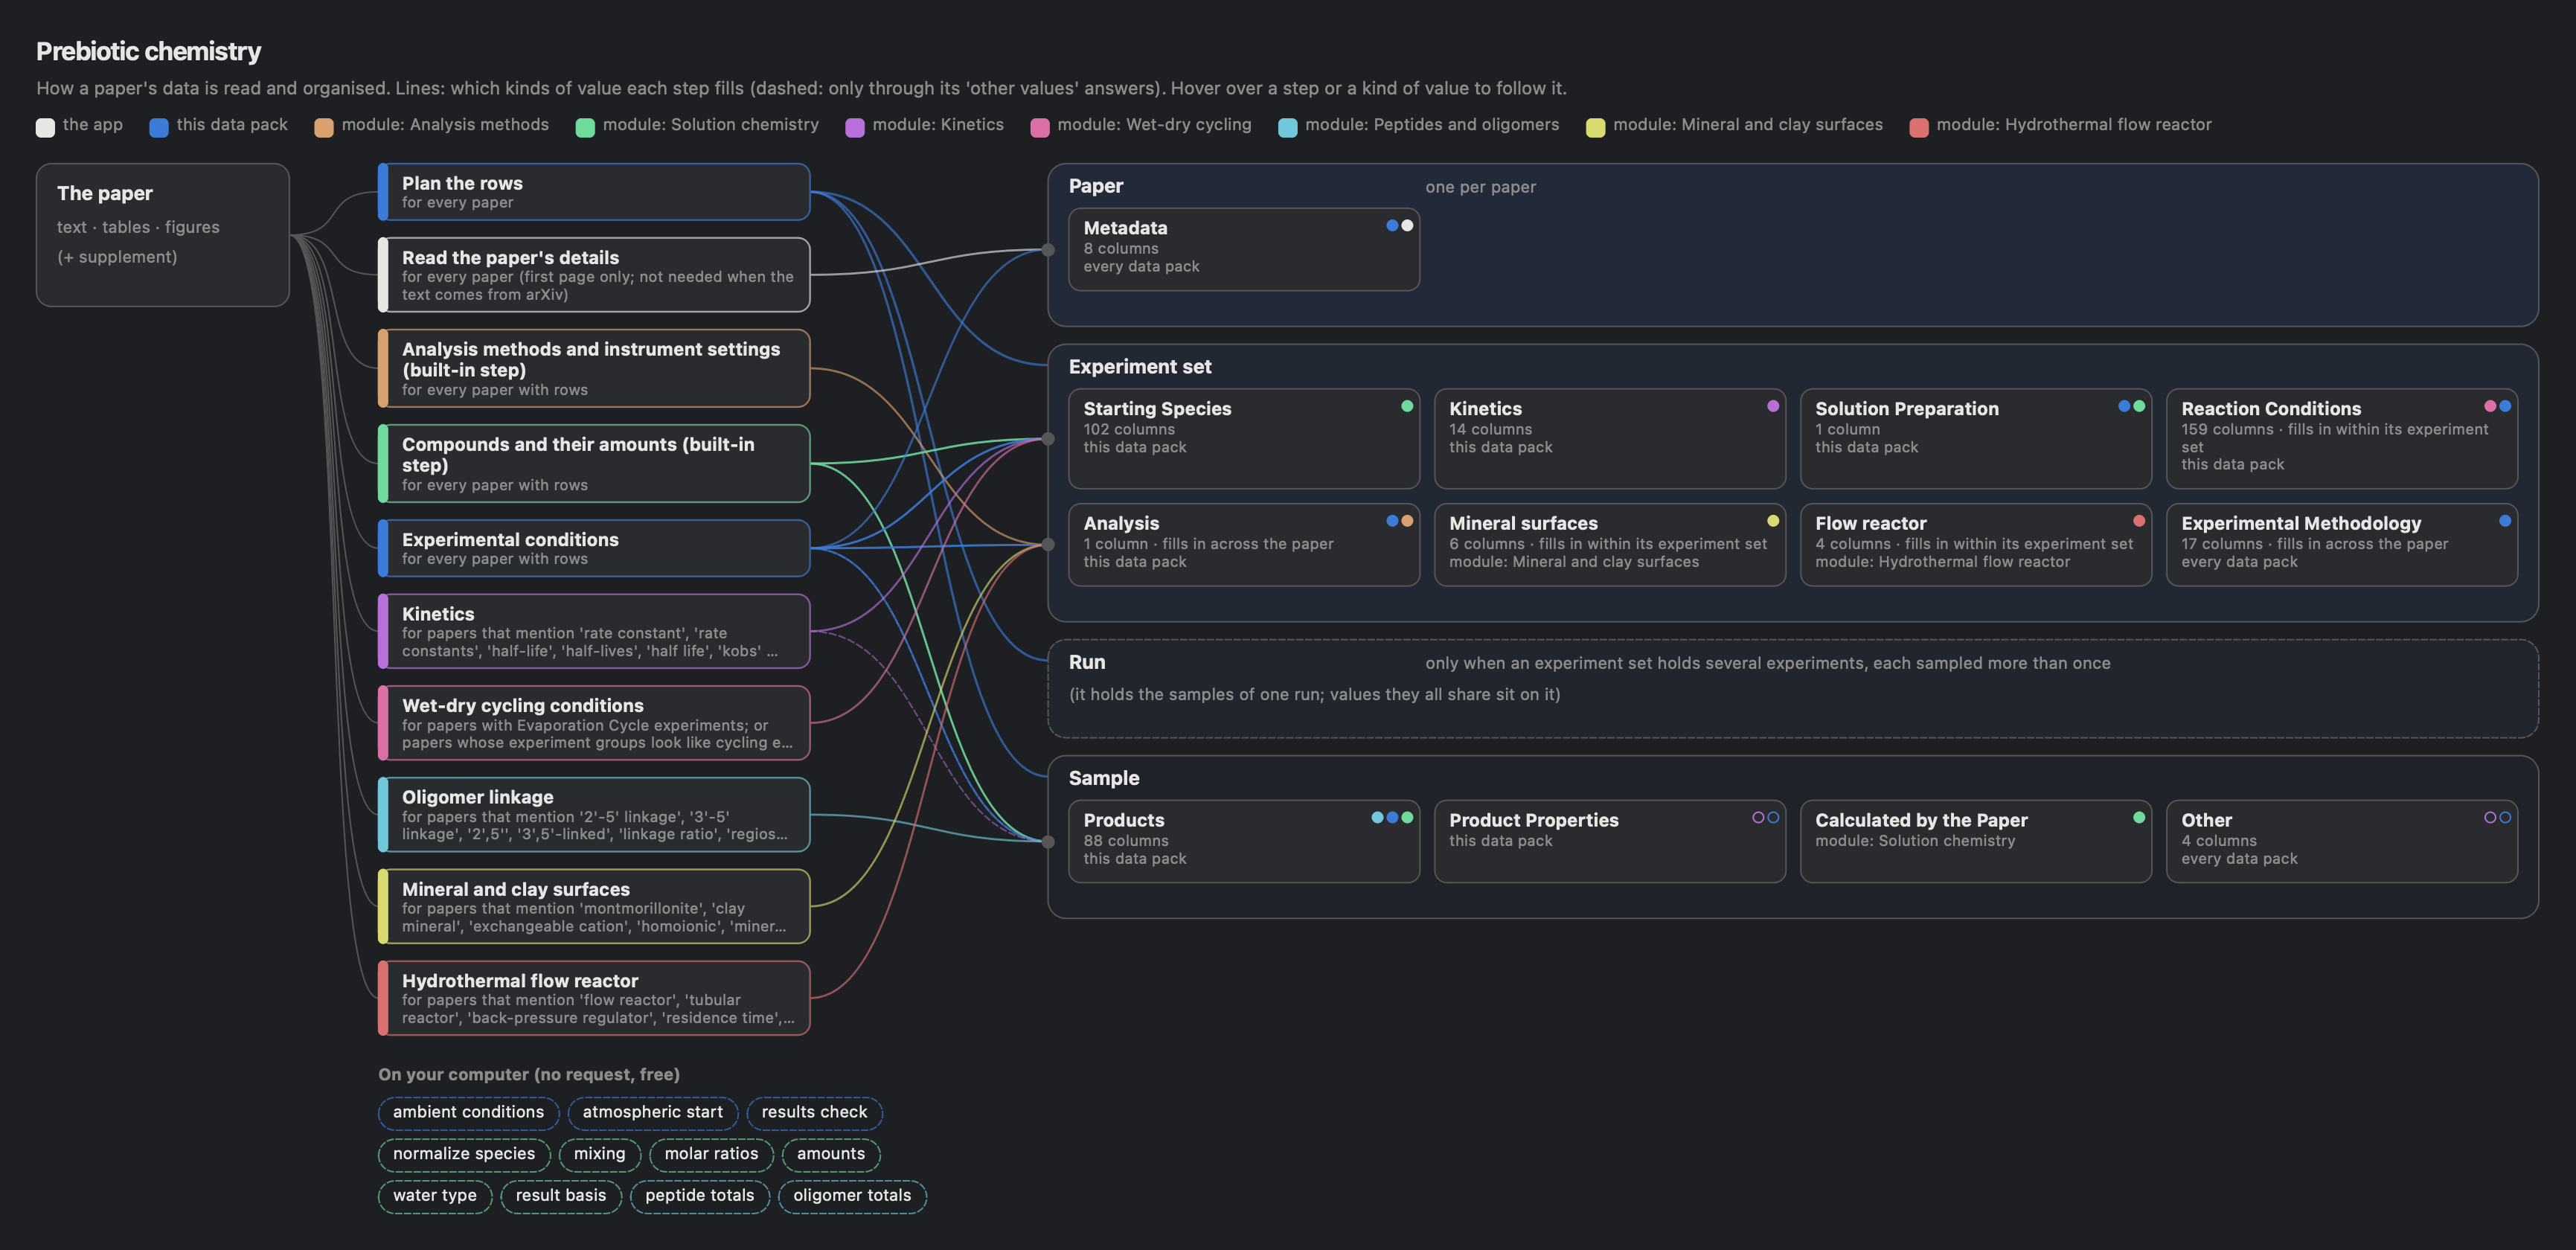 Prebiotic chemistry
How a paper's data is read and organised. Lines: which kinds of value each step fills (dashed: only through its 'other values' answers). Hover over a step or a kind of value to follow it.
the app
this data pack
module: Analysis methods
module: Solution chemistry
module: Kinetics
module: Wet-dry cycling
module: Peptides and oligomers
module: Mineral and clay surfaces
module: Hydrothermal flow reactor
The paper
text · tables · figures
(+ supplement)
Plan the rows
for every paper
Read the paper's details
for every paper (first page only; not needed when the
text comes from arXiv)
Analysis methods and instrument settings
(built-in step)
for every paper with rows
Compounds and their amounts (built-in
step)
for every paper with rows
Experimental conditions
for every paper with rows
Kinetics
for papers that mention 'rate constant', 'rate
constants', 'half-life', 'half-lives', 'half life', 'kobs' ...
Wet-dry cycling conditions
for papers with Evaporation Cycle experiments; or
papers whose experiment groups look like cycling e...
Oligomer linkage
for papers that mention '2'-5' linkage', '3'-5'
linkage', '2',5'', '3',5'-linked', 'linkage ratio', 'regios...
Mineral and clay surfaces
for papers that mention 'montmorillonite', 'clay
mineral', 'exchangeable cation', 'homoionic', 'miner...
Hydrothermal flow reactor
for papers that mention 'flow reactor', 'tubular
reactor', 'back-pressure regulator', 'residence time',...
On your computer (no request, free)
ambient conditions
atmospheric start
results check
normalize species
mixing
molar ratios
amounts
water type
result basis
peptide totals
oligomer totals
Paper
one per paper
Metadata
8 columns
every data pack
Experiment set
Starting Species
102 columns
this data pack
Kinetics
14 columns
this data pack
Solution Preparation
1 column
this data pack
Reaction Conditions
159 columns · fills in within its experiment
set
this data pack
Analysis
1 column · fills in across the paper
this data pack
Mineral surfaces
6 columns · fills in within its experiment set
module: Mineral and clay surfaces
Flow reactor
4 columns · fills in within its experiment set
module: Hydrothermal flow reactor
Experimental Methodology
17 columns · fills in across the paper
every data pack
Run
only when an experiment set holds several experiments, each sampled more than once
(it holds the samples of one run; values they all share sit on it)
Sample
Products
88 columns
this data pack
Product Properties
this data pack
Calculated by the Paper
module: Solution chemistry
Other
4 columns
every data pack